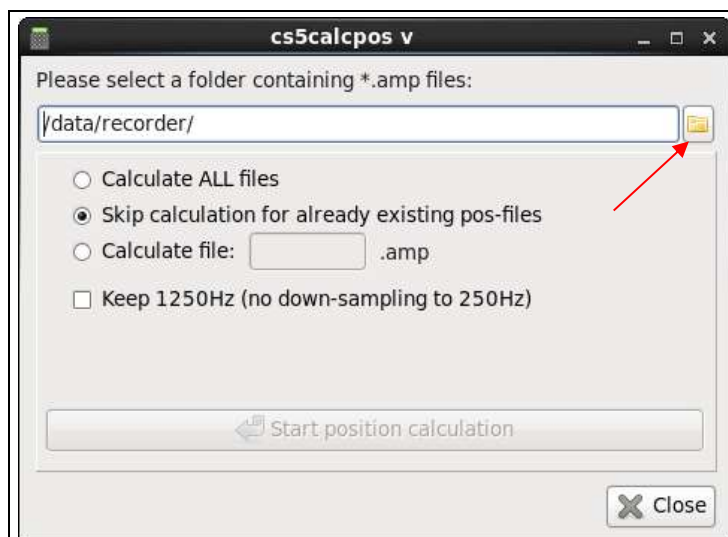 cs5calcpos v
Please select a folder containing *.amp files:
/data/recorder/
Calculate ALL files
Skip calculation for already existing pos-files
Calculate file: .amp
Keep 1250Hz (no down-sampling to 250Hz)
Start position calculation
Close